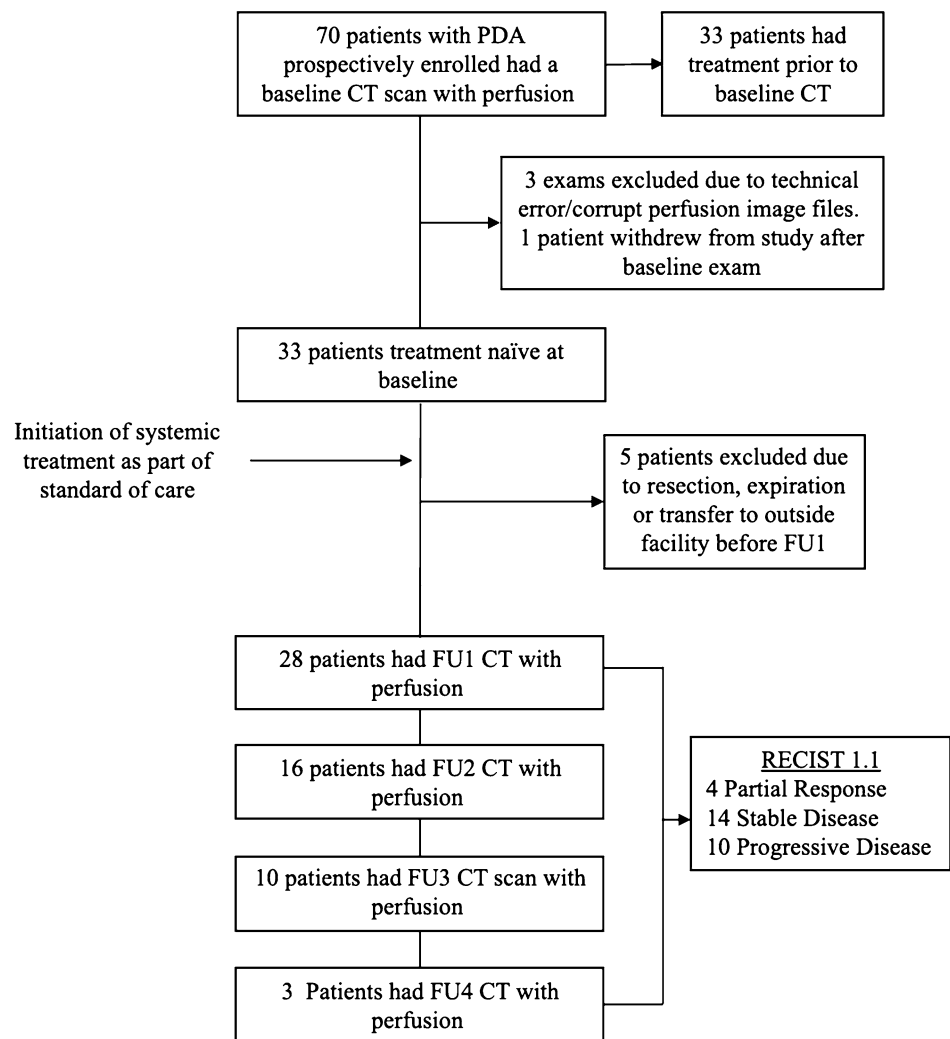 70 patients with PDA
prospectively enrolled had a
baseline CT scan with perfusion
33 patients had
treatment prior to
baseline CT
3 exams excluded due to technical
error/corrupt perfusion image files.
1 patient withdrew from study after
baseline exam
33 patients treatment naïve at
baseline
Initiation of systemic
treatment as part of
standard of care
5 patients excluded due
to resection, expiration
or transfer to outside
facility before FU1
28 patients had FU1 CT with
perfusion
16 patients had FU2 CT with
perfusion
RECIST 1.1
4 Partial Response
14 Stable Disease
10 Progressive Disease
10 patients had FU3 CT scan with
perfusion
3 Patients had FU4 CT with
perfusion